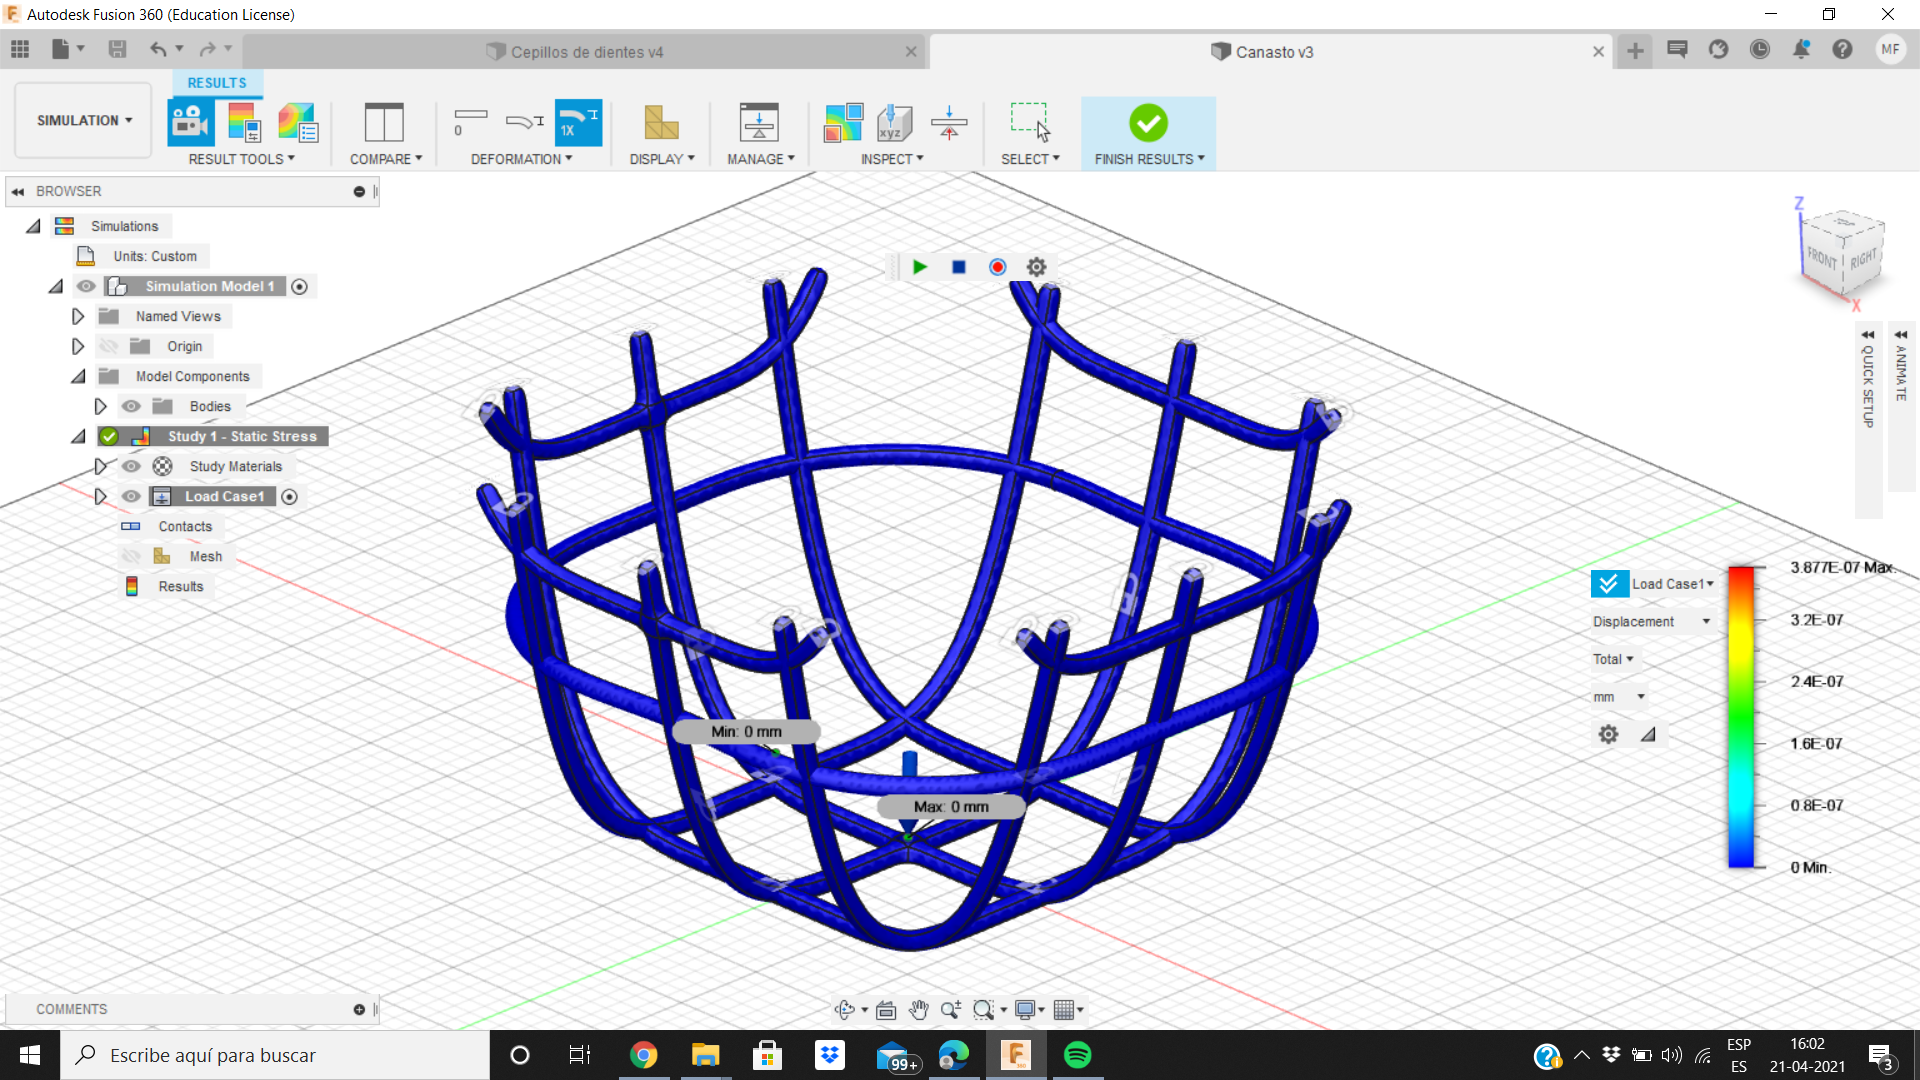 Autodesk Fusion 360 (Education License)
Cepillos de dientes v4
Canasto v3
MF
RESULTS
SIMULATION
0
1X
xyz
RESULT TOOLS
COMPARE
DEFORMATION
DISPLAY
MANAGE
INSPECT
SELECT
FINISH RESULTS
BROWSER
Simulations
Units: Custom
Simulation Model 1
Named Views
Origin
Model Components
Bodies
Study 1 - Static Stress
Study Materials
Load Case1
Contacts
Mesh
Results
Z
FRONT
RIGHT
X
QUICK SETUP
ANIMATE
Load Case1
Displacement
Total
mm
3.877E-07 Max.
3.2E-07
2.4E-07
1.6E-07
0.8E-07
0 Min.
Min: 0 mm
Max: 0 mm
COMMENTS
Escribe aquí para buscar
99+
ESP
ES
16:02
21-04-2021
3